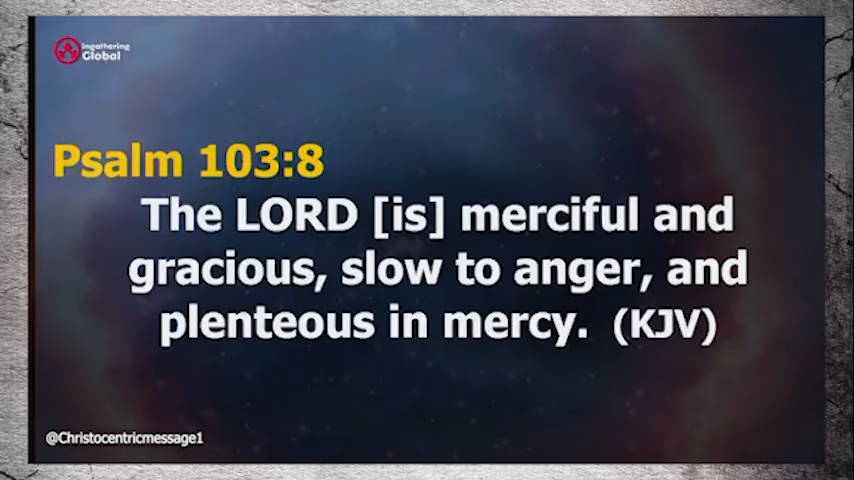 Ingathering
Global
Psalm 103:8
The LORD [is] merciful and
gracious, slow to anger, and
plenteous in mercy. (KJV)
@Christocentricmessage1